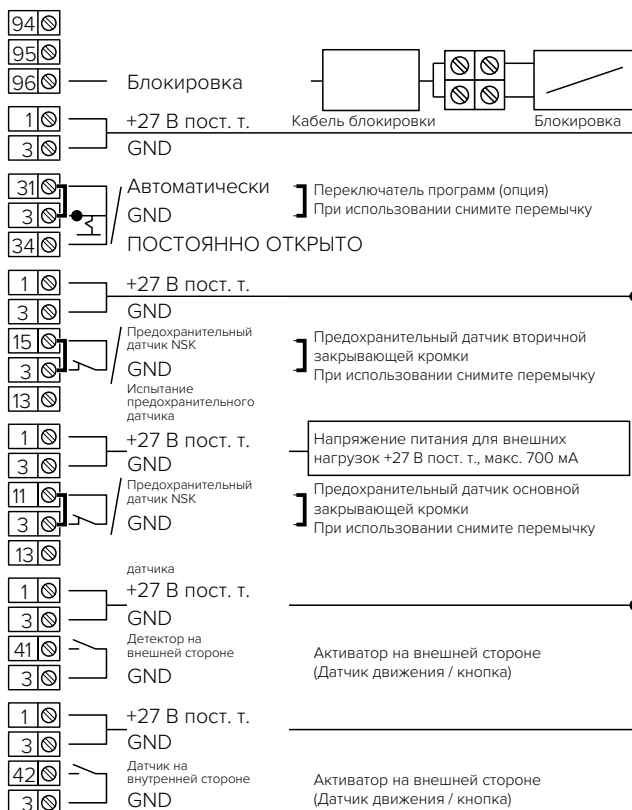 94
95
96 Блокировка
Кабель блокировки Блокировка
1 +27 В пост. т.
3 GND
31 Автоматически
3 GND
34 ПОСТОЯННО ОТКРЫТО
Переключатель программ (опция)
При использовании снимите перемычку
1 +27 В пост. т.
3 GND
15 Предохранительный
датчик NSK
3 GND
13 Испытание
предохранительного
датчика
Предохранительный датчик вторичной
закрывающей кромки
При использовании снимите перемычку
1 +27 В пост. т.
3 GND
Напряжение питания для внешних
нагрузок +27 В пост. т., макс. 700 мА
11 Предохранительный
датчик NSK
3 GND
13
датчика
Предохранительный датчик основной
закрывающей кромки
При использовании снимите перемычку
1 +27 В пост. т.
3 GND
41 Детектор на
внешней стороне
3 GND
Активатор на внешней стороне
(Датчик движения / кнопка)
1 +27 В пост. т.
3 GND
42 Датчик на
внутренней стороне
3 GND
Активатор на внешней стороне
(Датчик движения / кнопка)